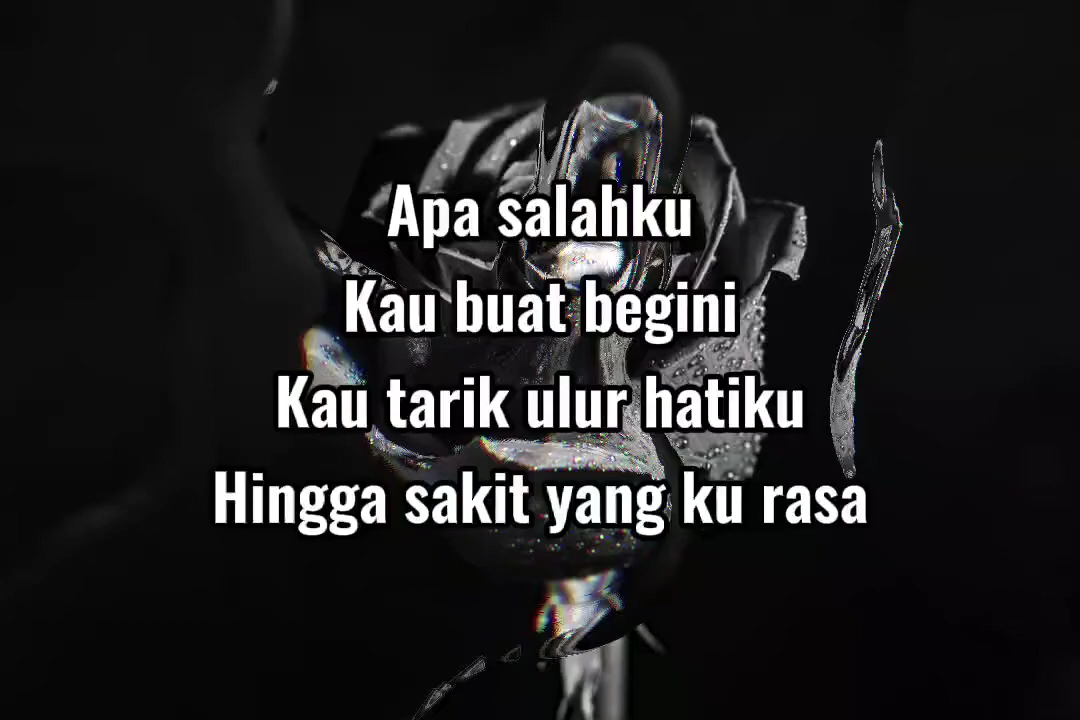 Apa salahku
Kau buat begini
Kau tarik ulur hatiku
Hingga sakit yang ku rasa